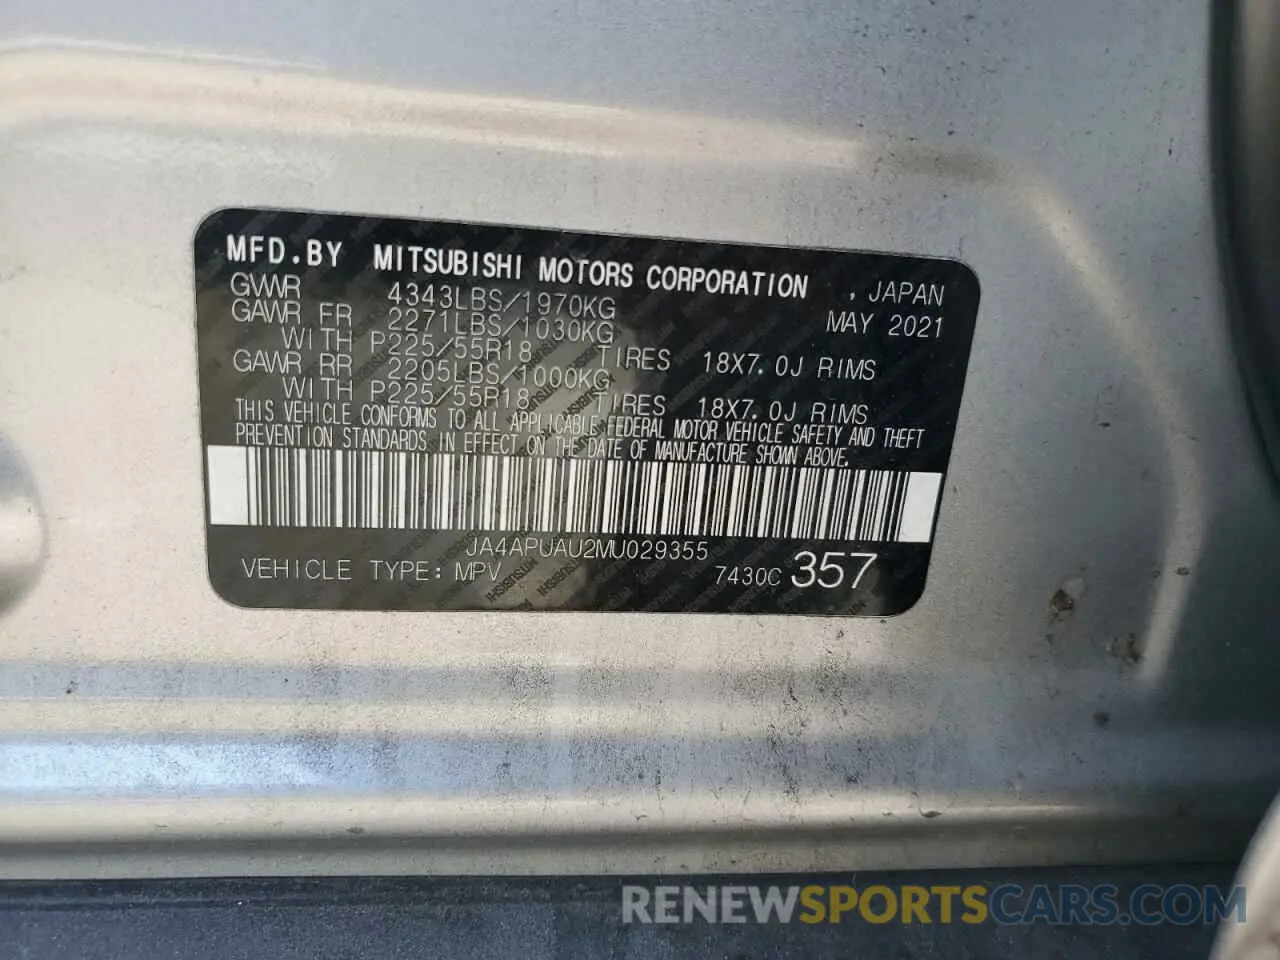 MFD.BY MITSUBISHI MOTORS CORPORATION , JAPAN
GVWR 4343LBS/1970KG MAY 2021
GAWR FR 2271LBS/1030KG
WITH P225/55R18 TIRES 18X7.0J RIMS
GAWR RR 2205LBS/1000KG
WITH P225/55R18 TIRES 18X7.0J RIMS
THIS VEHICLE CONFORMS TO ALL APPLICABLE FEDERAL MOTOR VEHICLE SAFETY AND THEFT
PREVENTION STANDARDS IN EFFECT ON THE DATE OF MANUFACTURE SHOWN ABOVE.
JA4APUAU2MU029355
VEHICLE TYPE: MPV 7430C 357
RENEWSPORTSCARS.COM